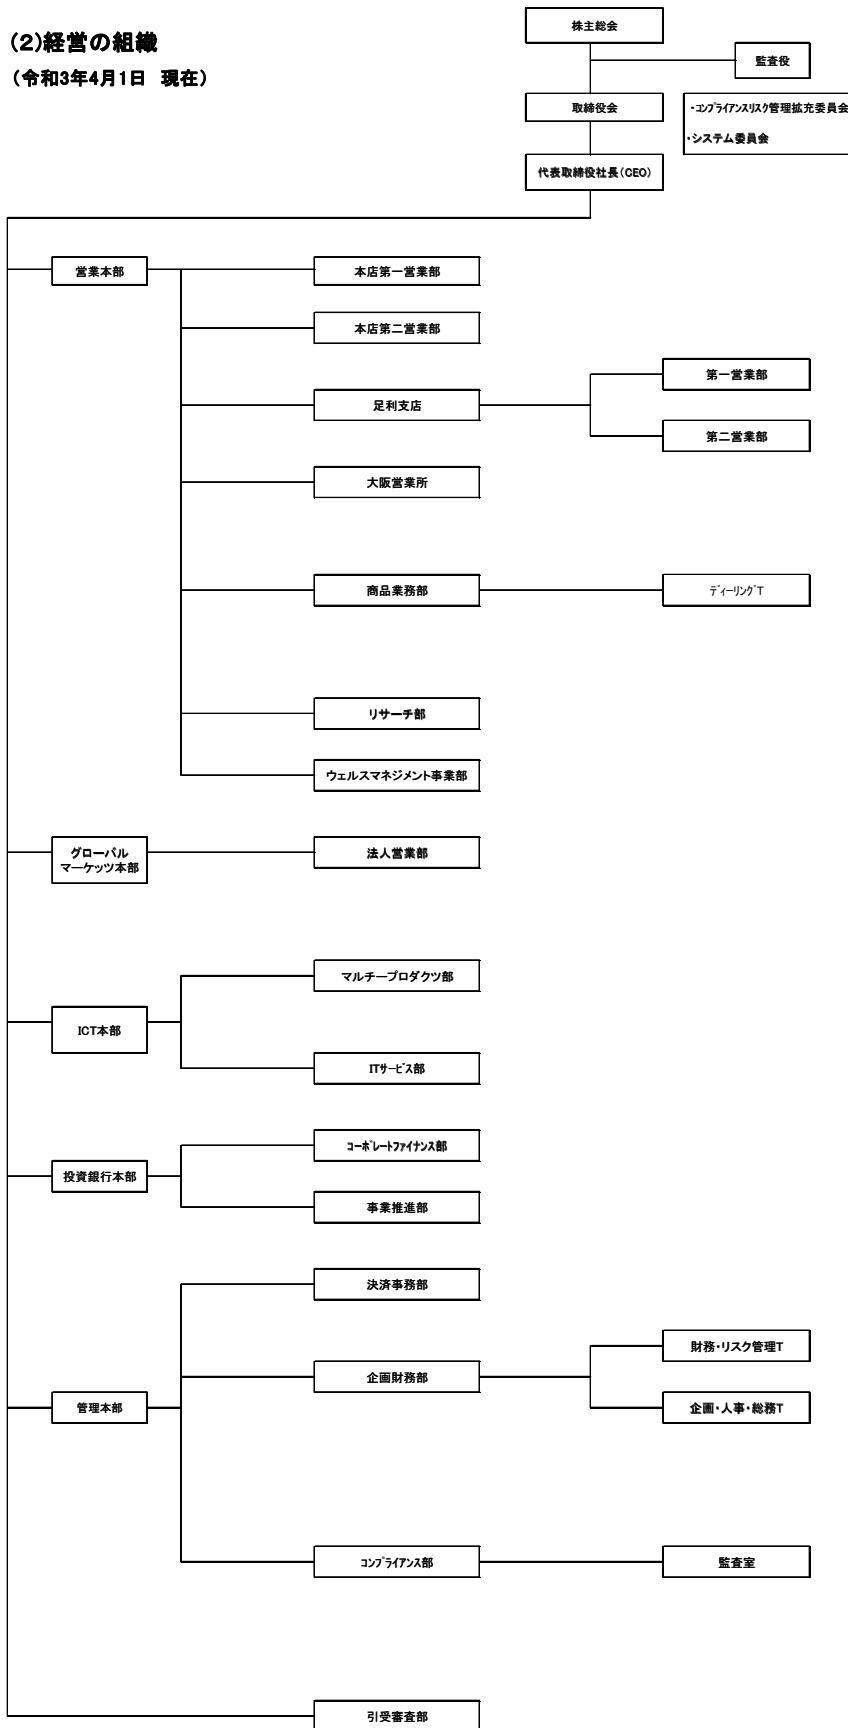 (2)経営の組織
（令和3年4月1日　現在）
株主総会
監査役
取締役会
・ｺﾝﾌﾟﾗｲｱﾝｽﾘｽｸ管理拡充委員会
・システム委員会
代表取締役社長（CEO）
営業本部
本店第一営業部
本店第二営業部
足利支店
第一営業部
第二営業部
大阪営業所
商品業務部
ﾃﾞｨｰﾘﾝｸﾞT
リサーチ部
ウェルスマネジメント事業部
グローバル
マーケッツ本部
法人営業部
ICT本部
マルチープロダクツ部
ITｻｰﾋﾞｽ部
投資銀行本部
ｺｰﾎﾟﾚｰﾄﾌｧｲﾅﾝｽ部
事業推進部
管理本部
決済事務部
企画財務部
財務・リスク管理T
企画・人事・総務T
ｺﾝﾌﾟﾗｲｱﾝｽ部
監査室
引受審査部